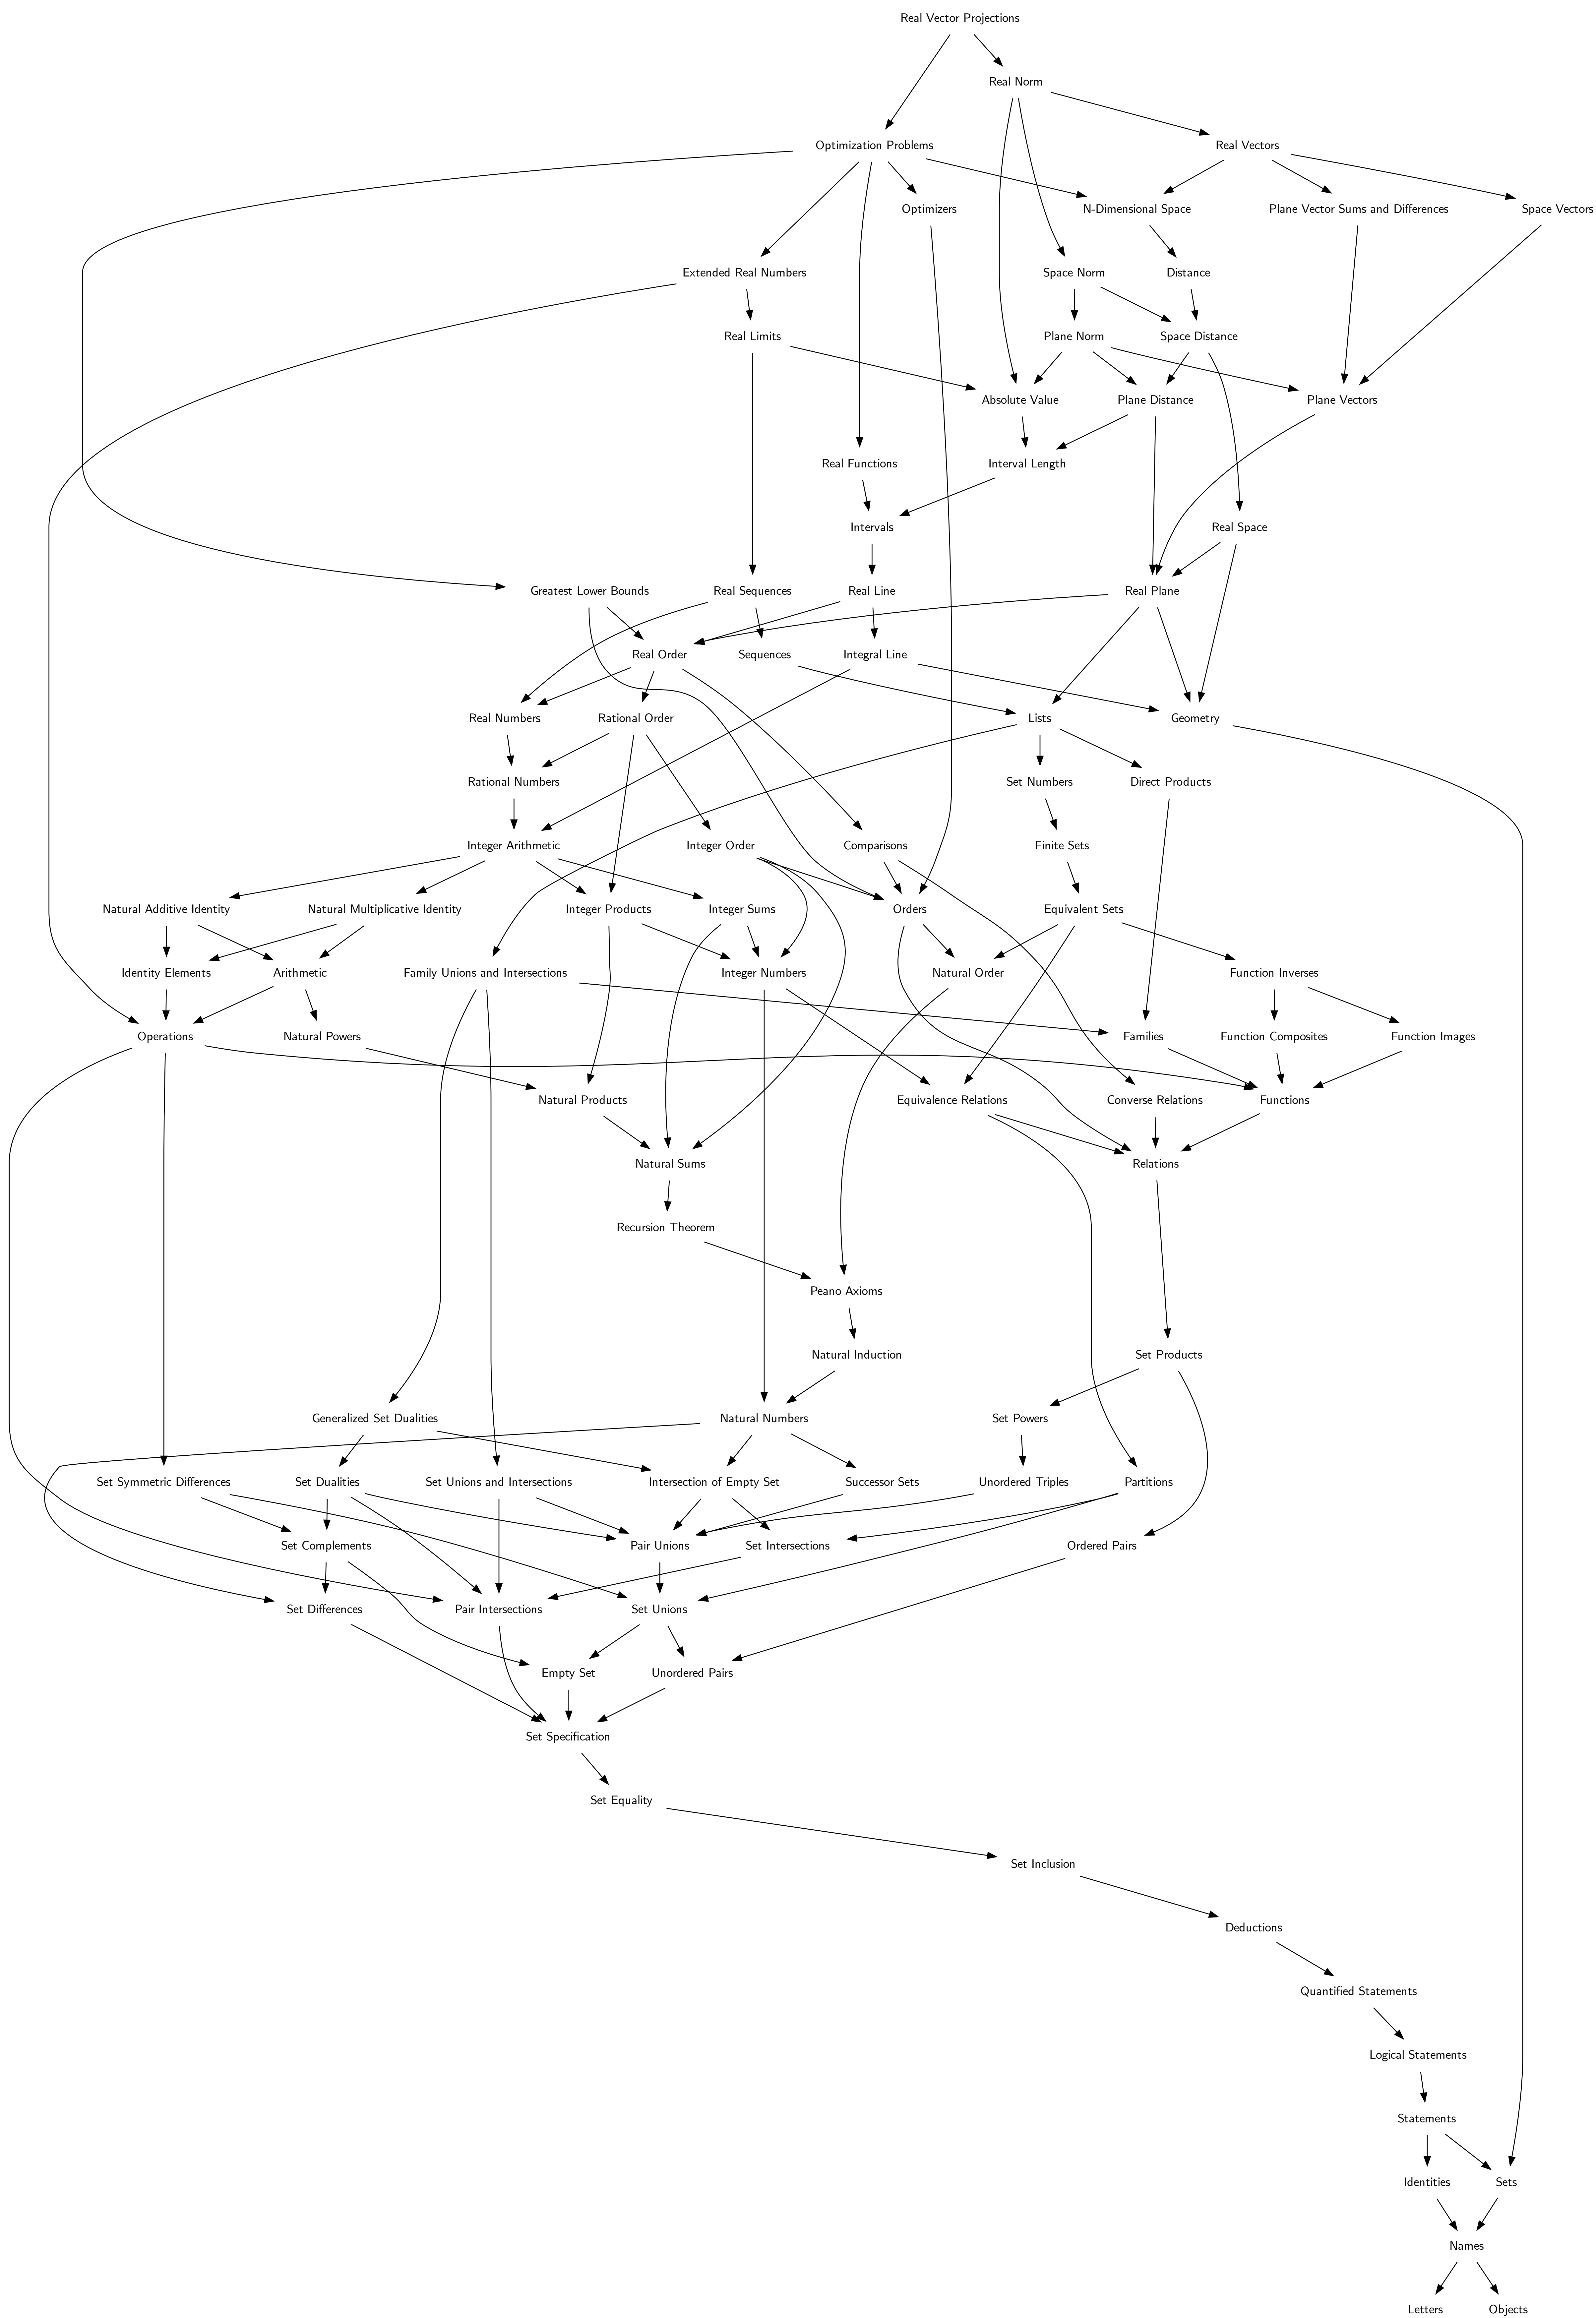 Real Vector Projections
Real Norm
Optimization Problems
Real Vectors
Optimizers
N-Dimensional Space
Plane Vector Sums and Differences
Space Vectors
Extended Real Numbers
Space Norm
Distance
Real Limits
Plane Norm
Space Distance
Absolute Value
Plane Distance
Plane Vectors
Real Functions
Interval Length
Intervals
Real Space
Greatest Lower Bounds
Real Sequences
Real Line
Real Plane
Real Order
Sequences
Integral Line
Real Numbers
Rational Order
Lists
Geometry
Rational Numbers
Set Numbers
Direct Products
Integer Arithmetic
Integer Order
Comparisons
Finite Sets
Natural Additive Identity
Natural Multiplicative Identity
Integer Products
Integer Sums
Orders
Equivalent Sets
Identity Elements
Arithmetic
Family Unions and Intersections
Integer Numbers
Natural Order
Function Inverses
Operations
Natural Powers
Families
Function Composites
Function Images
Natural Products
Equivalence Relations
Converse Relations
Functions
Natural Sums
Relations
Recursion Theorem
Peano Axioms
Natural Induction
Set Products
Generalized Set Dualities
Natural Numbers
Set Powers
Set Symmetric Differences
Set Dualities
Set Unions and Intersections
Intersection of Empty Set
Successor Sets
Unordered Triples
Partitions
Set Complements
Pair Unions
Set Intersections
Ordered Pairs
Set Differences
Pair Intersections
Set Unions
Empty Set
Unordered Pairs
Set Specification
Set Equality
Set Inclusion
Deductions
Quantified Statements
Logical Statements
Statements
Identities
Sets
Names
Letters
Objects